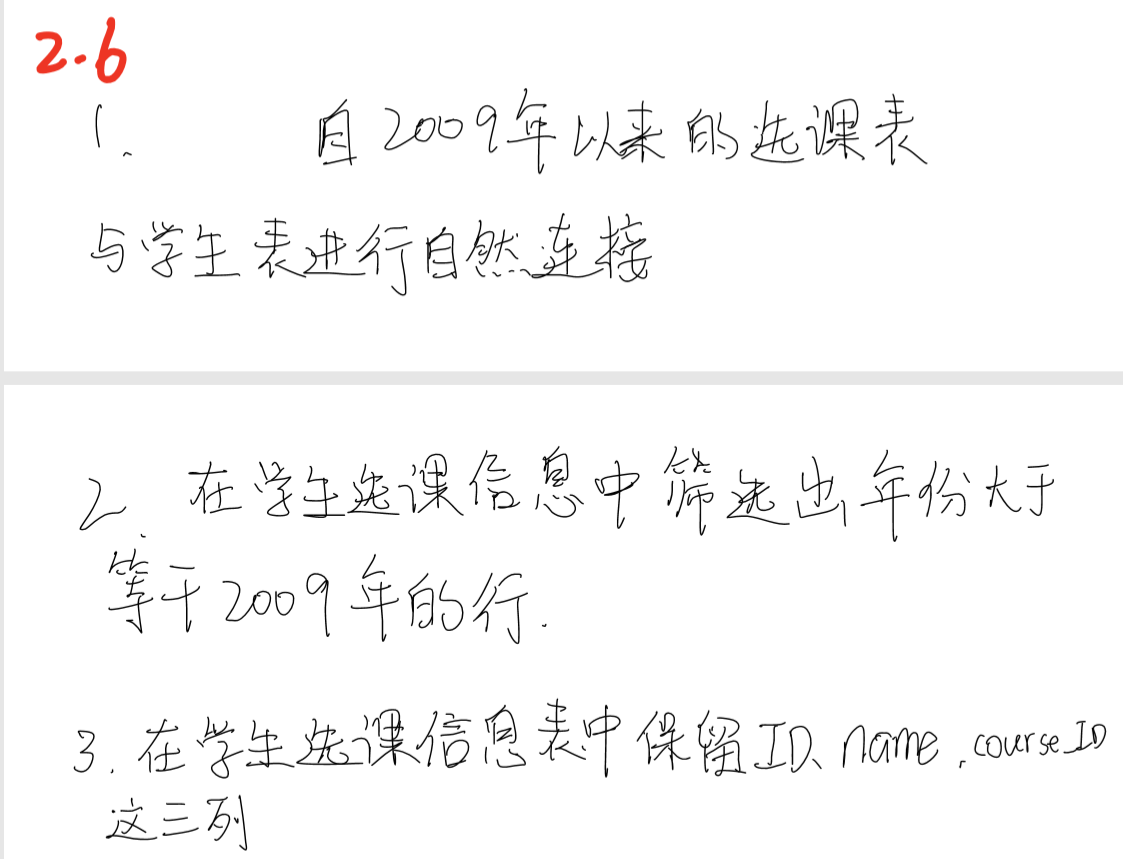 2.6
1. 自2009年以来的选课表
与学生表进行自然连接
2. 在学生选课信息中筛选出年份大于
等于2009年的行.
3. 在学生选课信息表中保留ID、name, course_ID
这三列